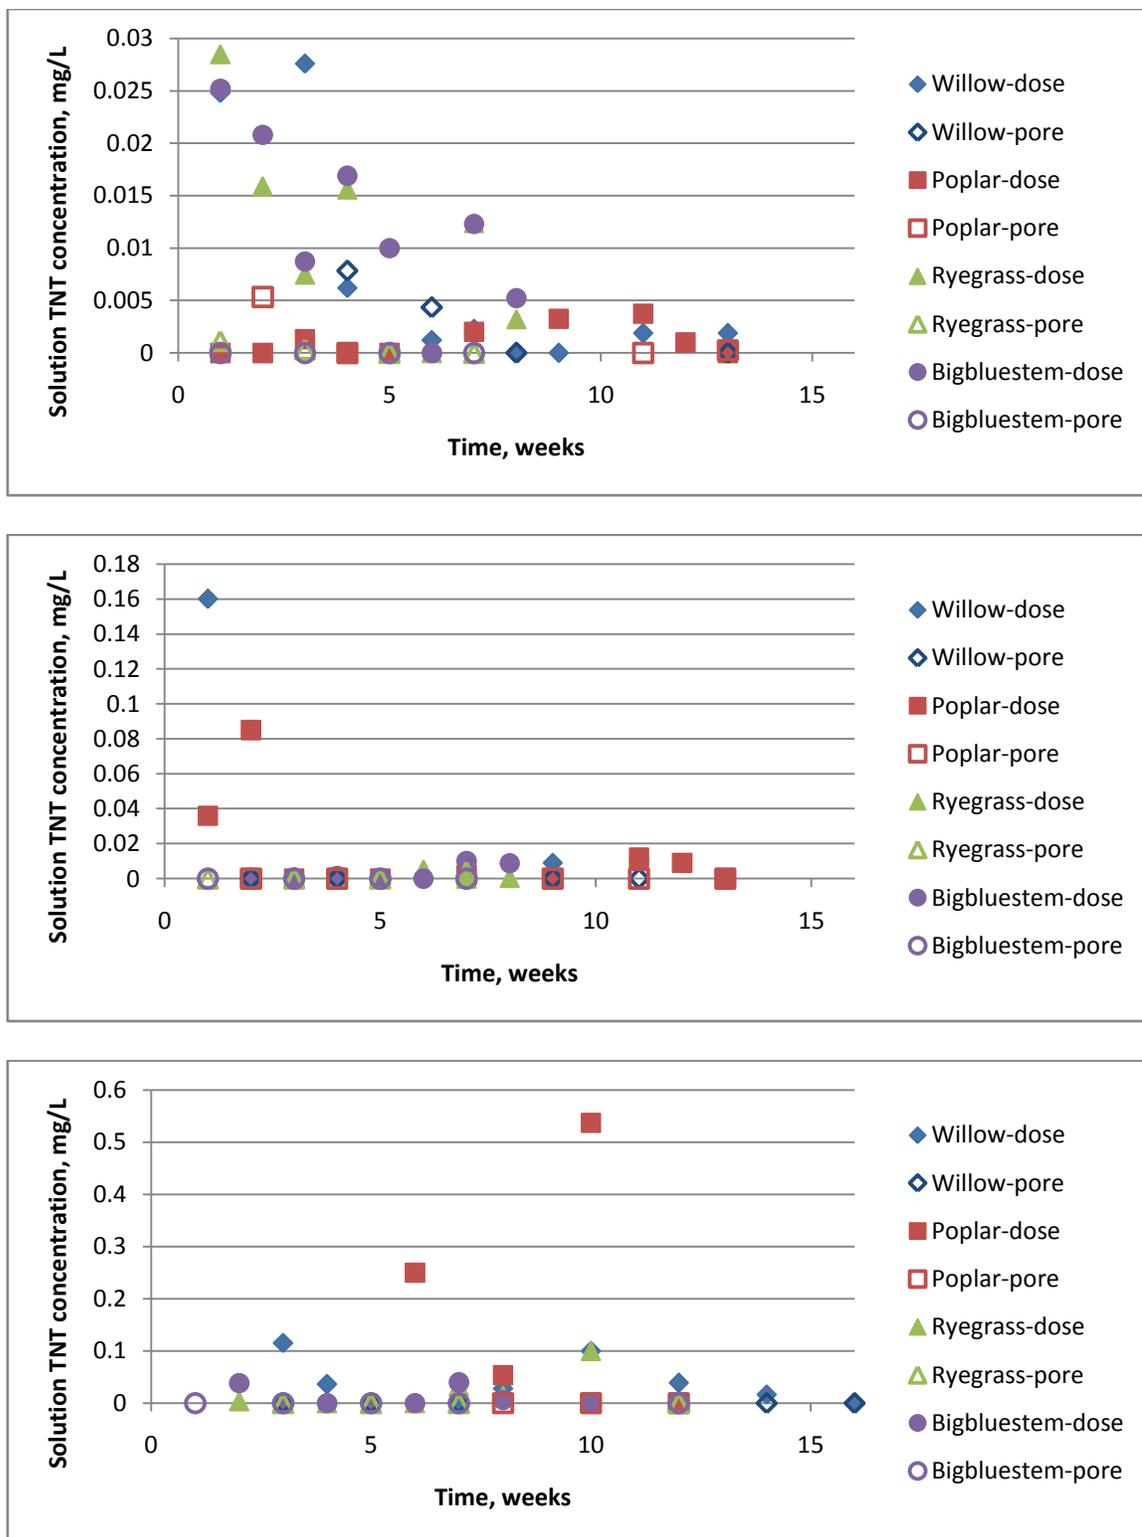 Solution TNT concentration, mg/L
0.03
0.025
0.02
0.015
0.01
0.005
0
0 5 10 15
Time, weeks
Willow-dose
Willow-pore
Poplar-dose
Poplar-pore
Ryegrass-dose
Ryegrass-pore
Bigbluestem-dose
Bigbluestem-pore
Solution TNT concentration, mg/L
0.18
0.16
0.14
0.12
0.1
0.08
0.06
0.04
0.02
0
0 5 10 15
Time, weeks
Willow-dose
Willow-pore
Poplar-dose
Poplar-pore
Ryegrass-dose
Ryegrass-pore
Bigbluestem-dose
Bigbluestem-pore
Solution TNT concentration, mg/L
0.6
0.5
0.4
0.3
0.2
0.1
0
0 5 10 15
Time, weeks
Willow-dose
Willow-pore
Poplar-dose
Poplar-pore
Ryegrass-dose
Ryegrass-pore
Bigbluestem-dose
Bigbluestem-pore